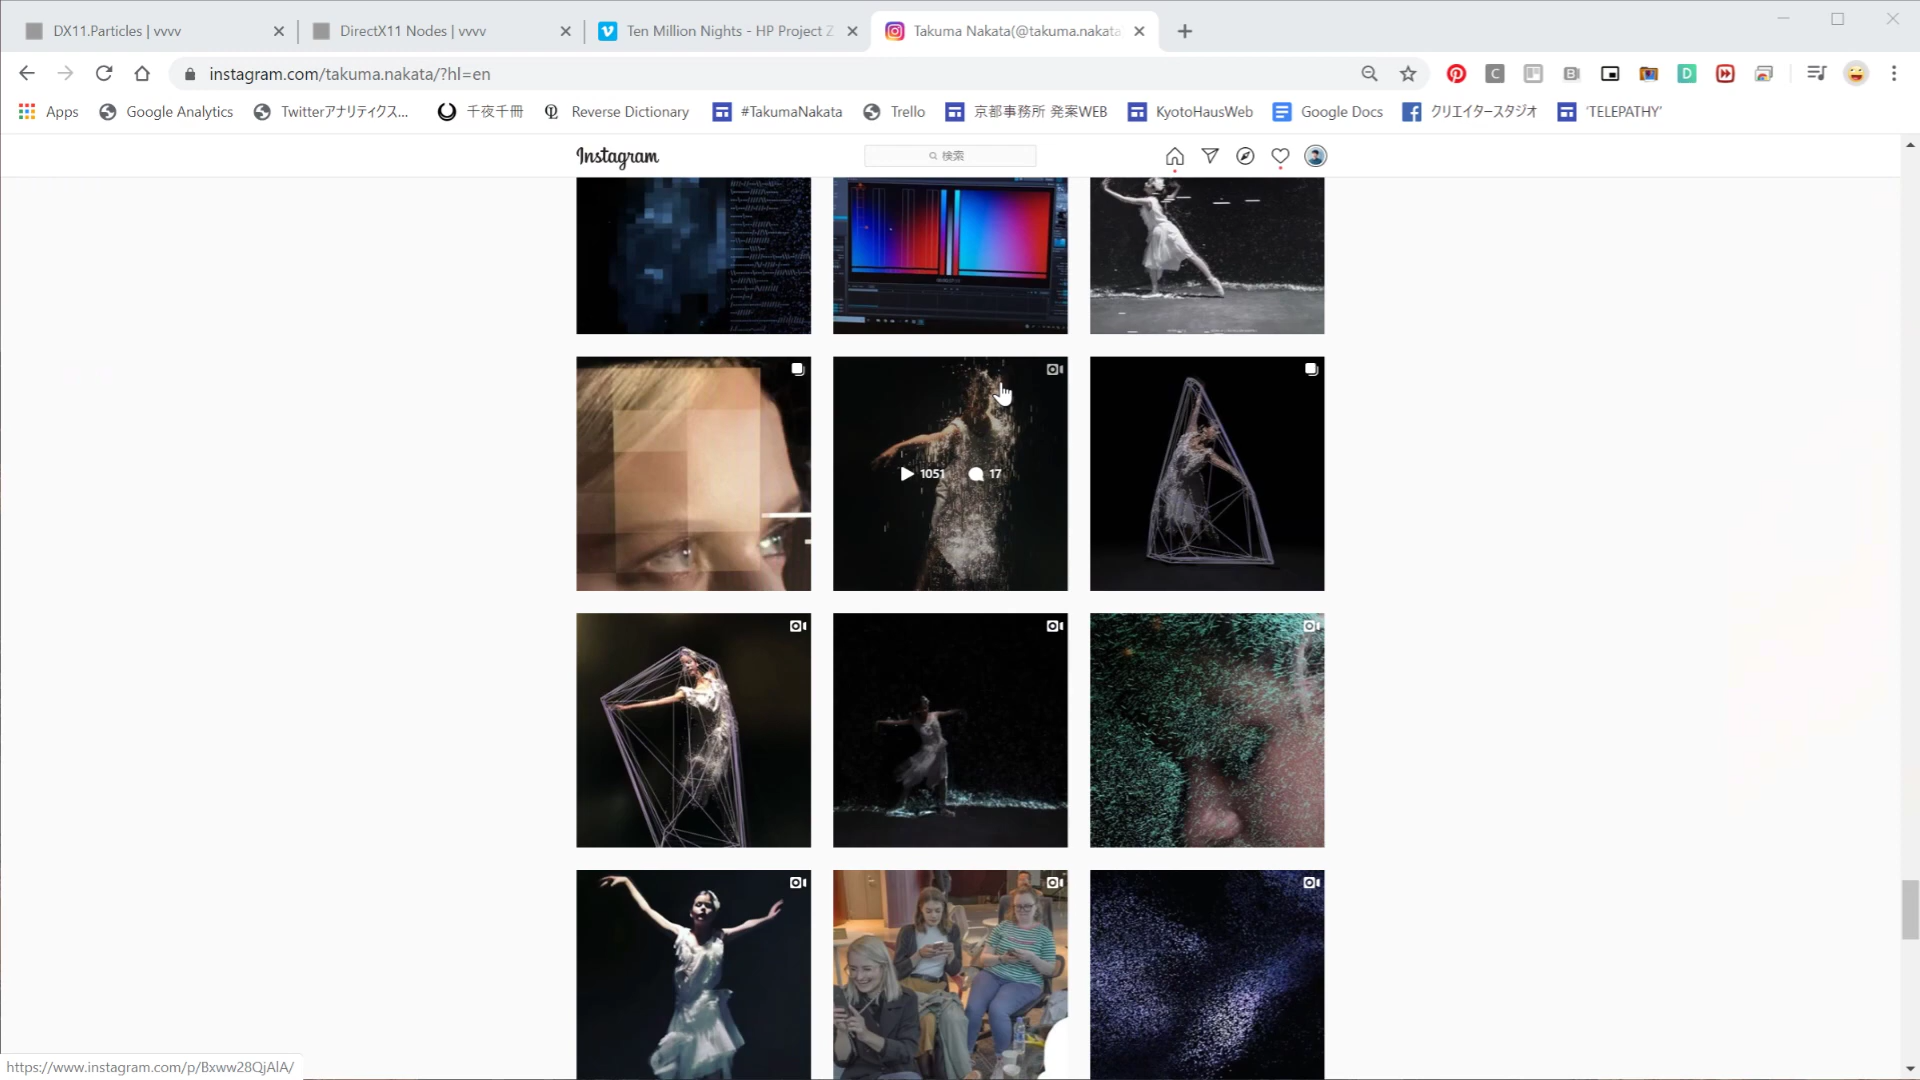 DX11.Particles | vvvv
DirectX11 Nodes | vvvv
Ten Million Nights - HP Project Z
Takuma Nakata(@takuma.nakata
instagram.com/takuma.nakata/?hl=en
Apps
Google Analytics
Twitterアナリティクス...
千夜千冊
Reverse Dictionary
#TakumaNakata
Trello
京都事務所 発案WEB
KyotoHausWeb
Google Docs
クリエイタースタジオ
'TELEPATHY'
Instagram
検索
1051
17
https://www.instagram.com/p/Bxww28QjAlA/